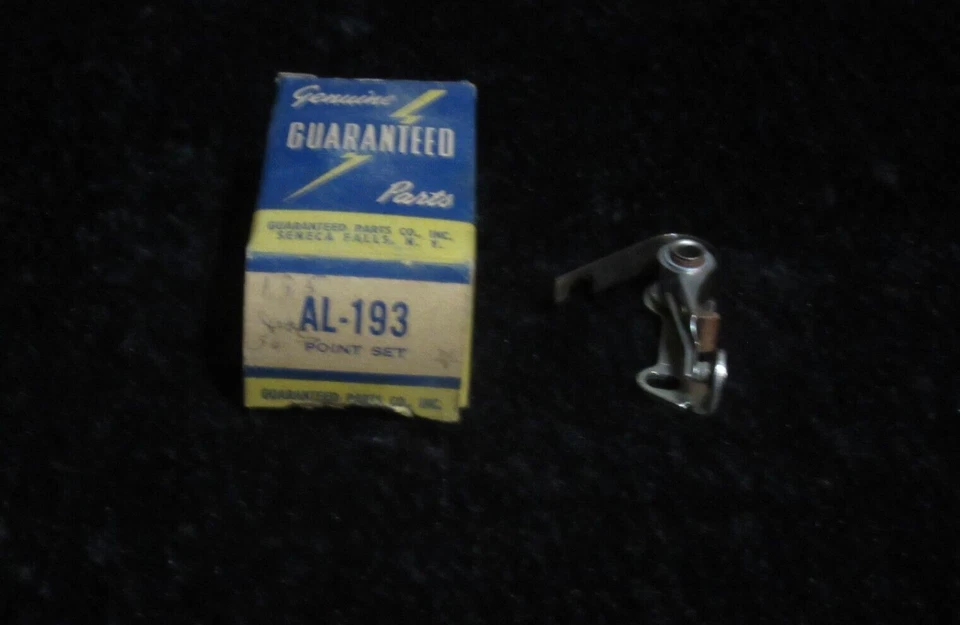 Genuine
GUARANTEED
Parts
GUARANTEED PARTS CO., INC.
SENECA FALLS, N. Y.
AL-193
POINT SET
GUARANTEED PARTS CO., INC.